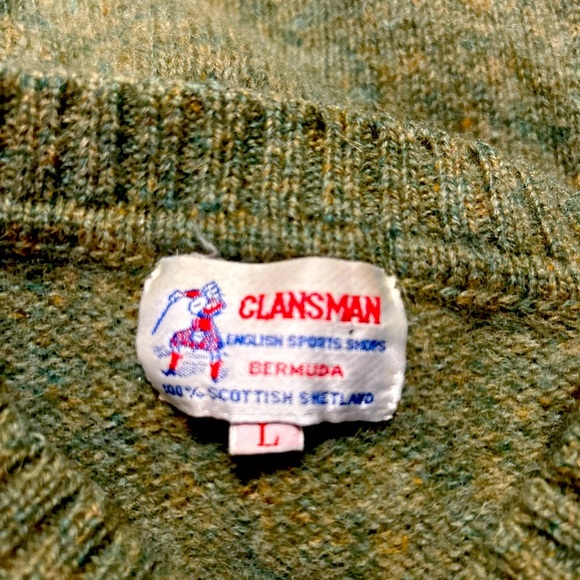 CLANSMAN
ENGLISH SPORTS SHOPS
BERMUDA
100% SCOTTISH SHETLAND
L